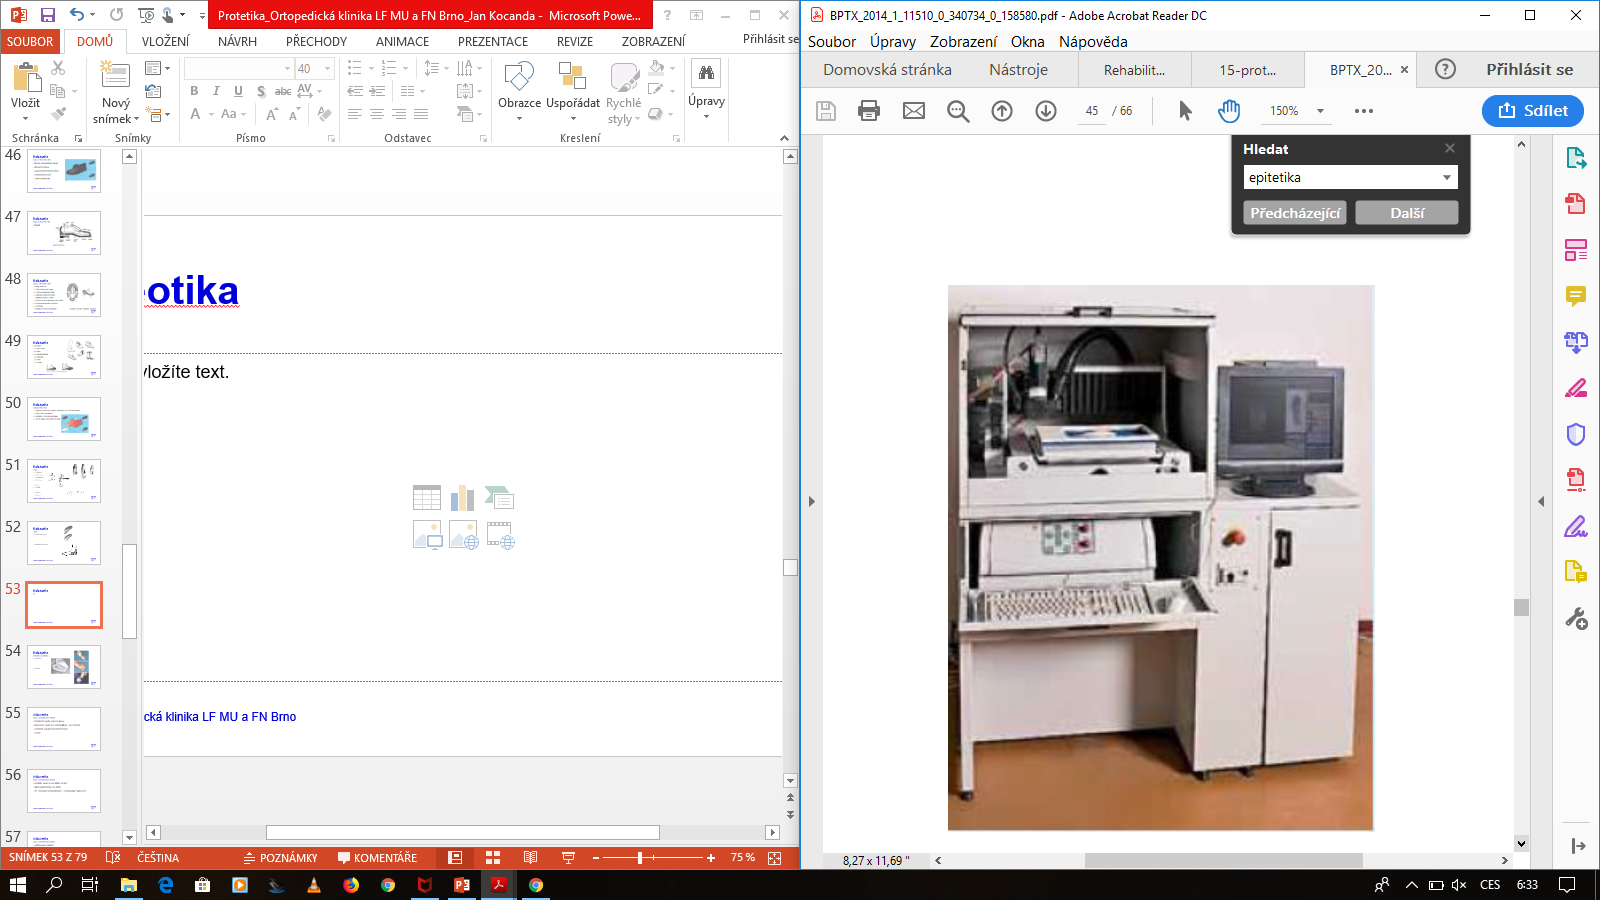 Protetika_Ortopedická klinika LF MU a FN Brno_Jan Kocanda - Microsoft Powe...
SOUBOR DOMŮ VLOŽENÍ NÁVRH PŘECHODY ANIMACE PREZENTACE REVIZE ZOBRAZENÍ Přihlásit se
Vložit
Nový
snímek
40
B I U S abc AV
A Aa A A
Obrazce Uspořádat Rychlé
styly
Úpravy
Schránka Snímky Písmo Odstavec Kreslení
46
47
48
49
50
51
52
53
54
55
56
57
eotika
vložíte text.
cká klinika LF MU a FN Brno
SNÍMEK 53 Z 79 ČEŠTINA POZNÁMKY KOMENTÁŘE 75 %
BPTX_2014_1_11510_0_340734_0_158580.pdf - Adobe Acrobat Reader DC
Soubor Úpravy Zobrazení Okna Nápověda
Domovská stránka Nástroje Rehabilit... 15-prot... BPTX_20... Přihlásit se
45 / 66 150% Sdílet
Hledat
epitetika
Předcházející Další
8,27 x 11,69 "
CES 6:33